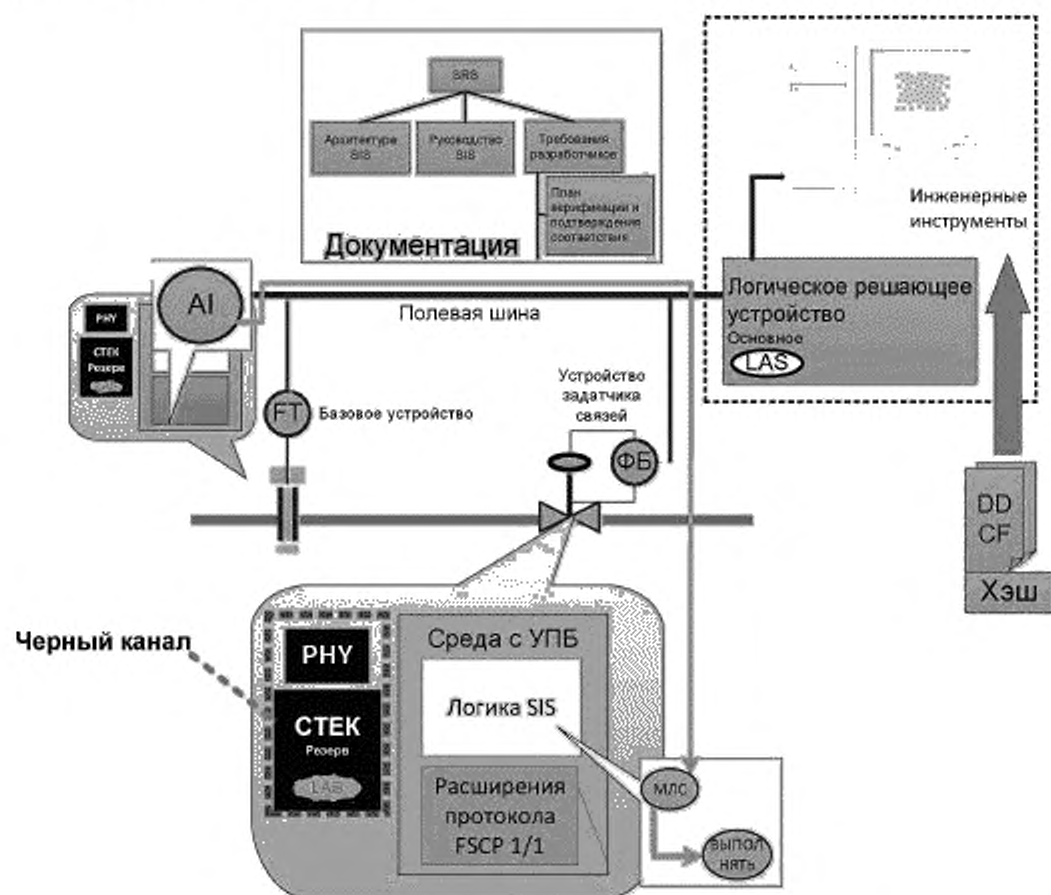 SRS
Архитектура
SIS
Руководство
SIS
Требования
разработчиков
План
верификации и
подтверждения
соответствия
Документация
Инженерные
инструменты
AI
PHY
СТЕК
Резерв
Полевая шина
Логическое решающее
устройство
Основное
LAS
FT
Базовое устройство
Устройство
задатчика
связей
ФБ
DD
CF
Хэш
Черный канал
PHY
СТЕК
Резерв
LAS
Среда с УПБ
Логика SIS
Расширения
протокола
FSCP 1/1
МЛС
ВЫПОЛ
НЯТЬ